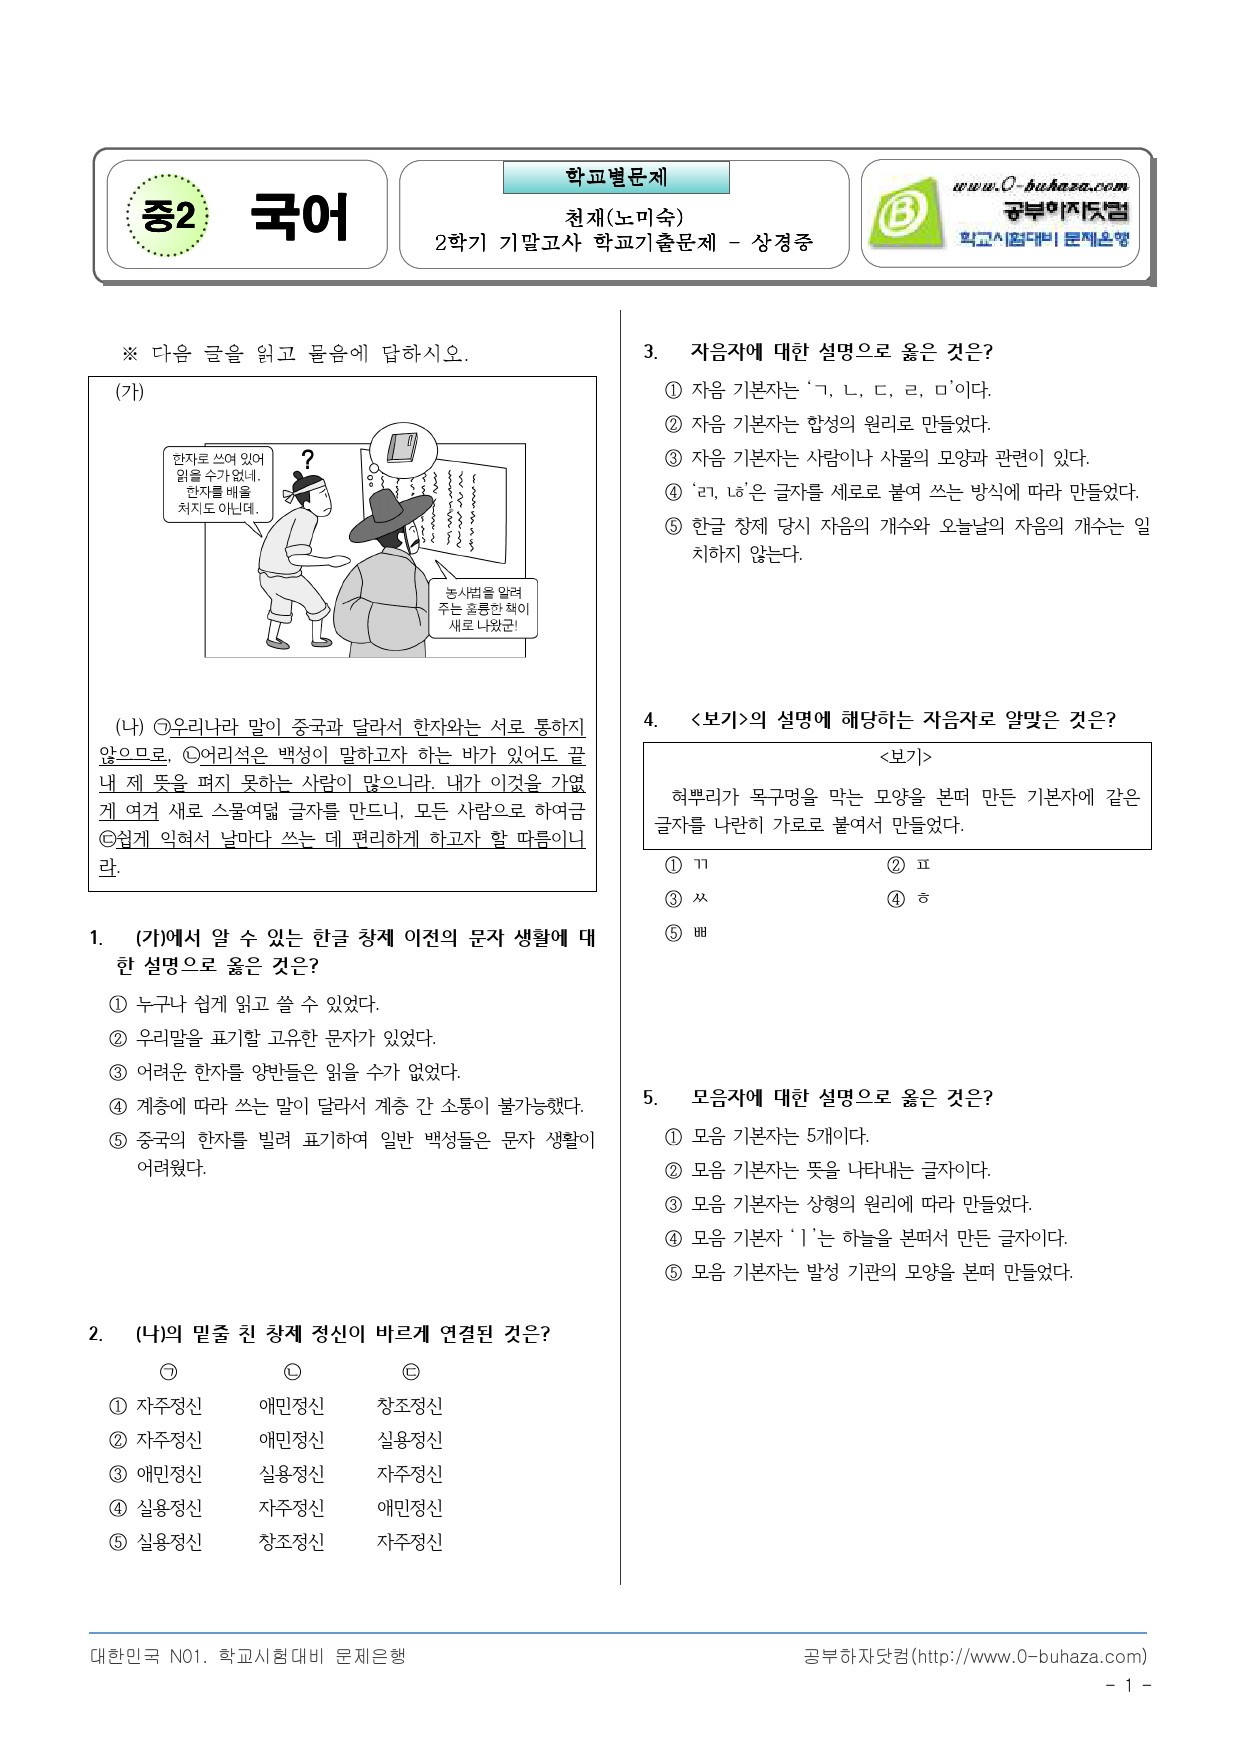 중2
국어
학교별문제
천재(노미숙)
2학기 기말고사 학교기출문제 - 상경중
www.0-buhaza.com
공부하자닷컴
학교시험대비 문제은행
※ 다음 글을 읽고 물음에 답하시오.
(가)
한자로 쓰여 있어
읽을 수가 없네.
한자를 배울
처지도 아닌데.
?
농사법을 알려
주는 훌륭한 책이
새로 나왔군!
(나) ㉠우리나라 말이 중국과 달라서 한자와는 서로 통하지
않으므로, ㉡어리석은 백성이 말하고자 하는 바가 있어도 끝
내 제 뜻을 펴지 못하는 사람이 많으니라. 내가 이것을 가엾
게 여겨 새로 스물여덟 글자를 만드니, 모든 사람으로 하여금
㉢쉽게 익혀서 날마다 쓰는 데 편리하게 하고자 할 따름이니
라.
1. (가)에서 알 수 있는 한글 창제 이전의 문자 생활에 대
한 설명으로 옳은 것은?
① 누구나 쉽게 읽고 쓸 수 있었다.
② 우리말을 표기할 고유한 문자가 있었다.
③ 어려운 한자를 양반들은 읽을 수가 없었다.
④ 계층에 따라 쓰는 말이 달라서 계층 간 소통이 불가능했다.
⑤ 중국의 한자를 빌려 표기하여 일반 백성들은 문자 생활이
어려웠다.
2. (나)의 밑줄 친 창제 정신이 바르게 연결된 것은?
㉠ ㉡ ㉢
① 자주정신 애민정신 창조정신
② 자주정신 애민정신 실용정신
③ 애민정신 실용정신 자주정신
④ 실용정신 자주정신 애민정신
⑤ 실용정신 창조정신 자주정신
3. 자음자에 대한 설명으로 옳은 것은?
① 자음 기본자는 ‘ㄱ, ㄴ, ㄷ, ㄹ, ㅁ’이다.
② 자음 기본자는 합성의 원리로 만들었다.
③ 자음 기본자는 사람이나 사물의 모양과 관련이 있다.
④ ‘ㄺ, ㄶ’은 글자를 세로로 붙여 쓰는 방식에 따라 만들었다.
⑤ 한글 창제 당시 자음의 개수와 오늘날의 자음의 개수는 일
치하지 않는다.
4. <보기>의 설명에 해당하는 자음자로 알맞은 것은?
<보기>
혀뿌리가 목구멍을 막는 모양을 본떠 만든 기본자에 같은
글자를 나란히 가로로 붙여서 만들었다.
① ㄲ ② ㅍ
③ ㅆ ④ ㅎ
⑤ ㅃ
5. 모음자에 대한 설명으로 옳은 것은?
① 모음 기본자는 5개이다.
② 모음 기본자는 뜻을 나타내는 글자이다.
③ 모음 기본자는 상형의 원리에 따라 만들었다.
④ 모음 기본자 ‘ㅣ’는 하늘을 본떠서 만든 글자이다.
⑤ 모음 기본자는 발성 기관의 모양을 본떠 만들었다.
대한민국 N01. 학교시험대비 문제은행
공부하자닷컴(http://www.0-buhaza.com)
- 1 -